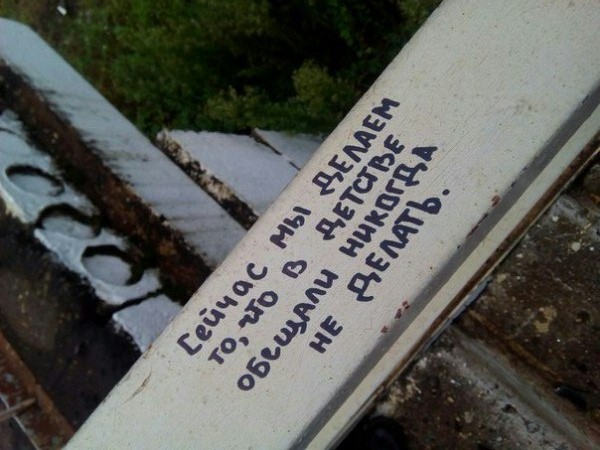 Сейчас мы делаем
то, что в детстве
обещали никогда
не делать.